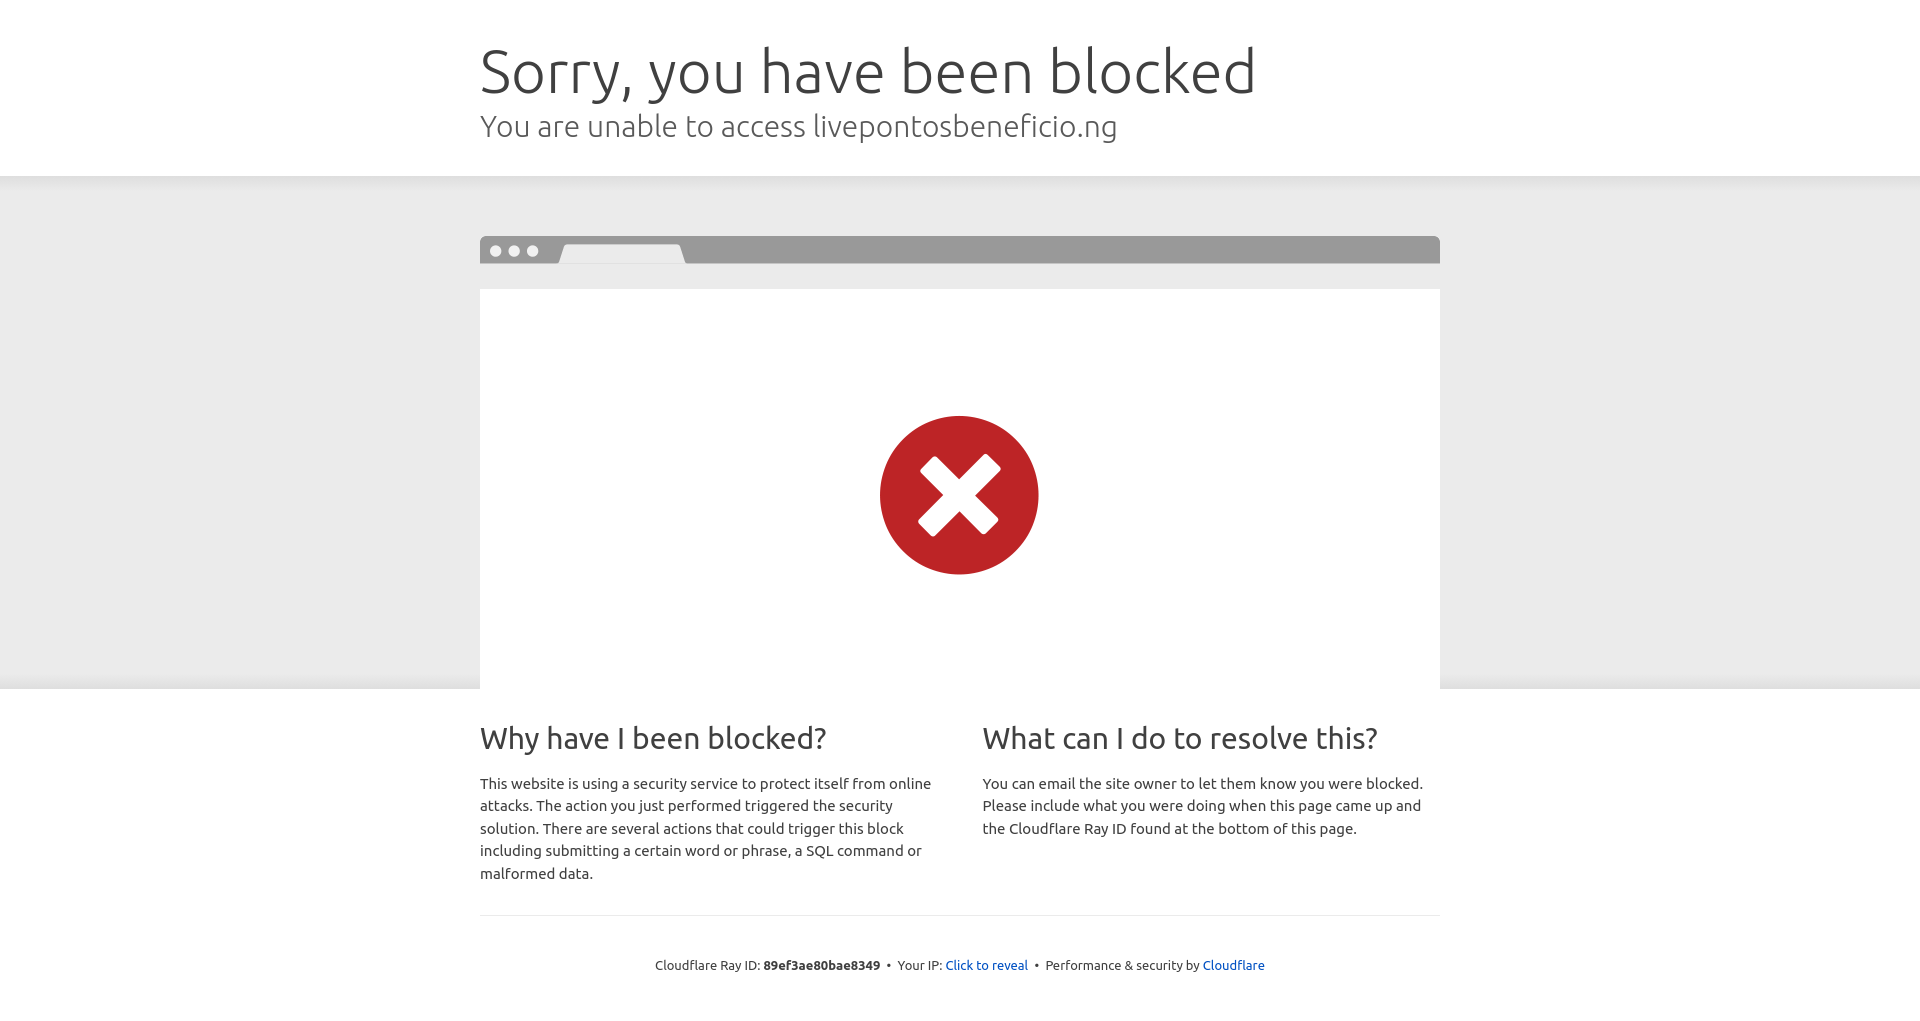 Sorry, you have been blocked
You are unable to access livepontosbeneficio.ng
Why have I been blocked?
This website is using a security service to protect itself from online
attacks. The action you just performed triggered the security
solution. There are several actions that could trigger this block
including submitting a certain word or phrase, a SQL command or
malformed data.
What can I do to resolve this?
You can email the site owner to let them know you were blocked.
Please include what you were doing when this page came up and
the Cloudflare Ray ID found at the bottom of this page.
Cloudflare Ray ID: 89ef3ae80bae8349 • Your IP: Click to reveal • Performance & security by Cloudflare